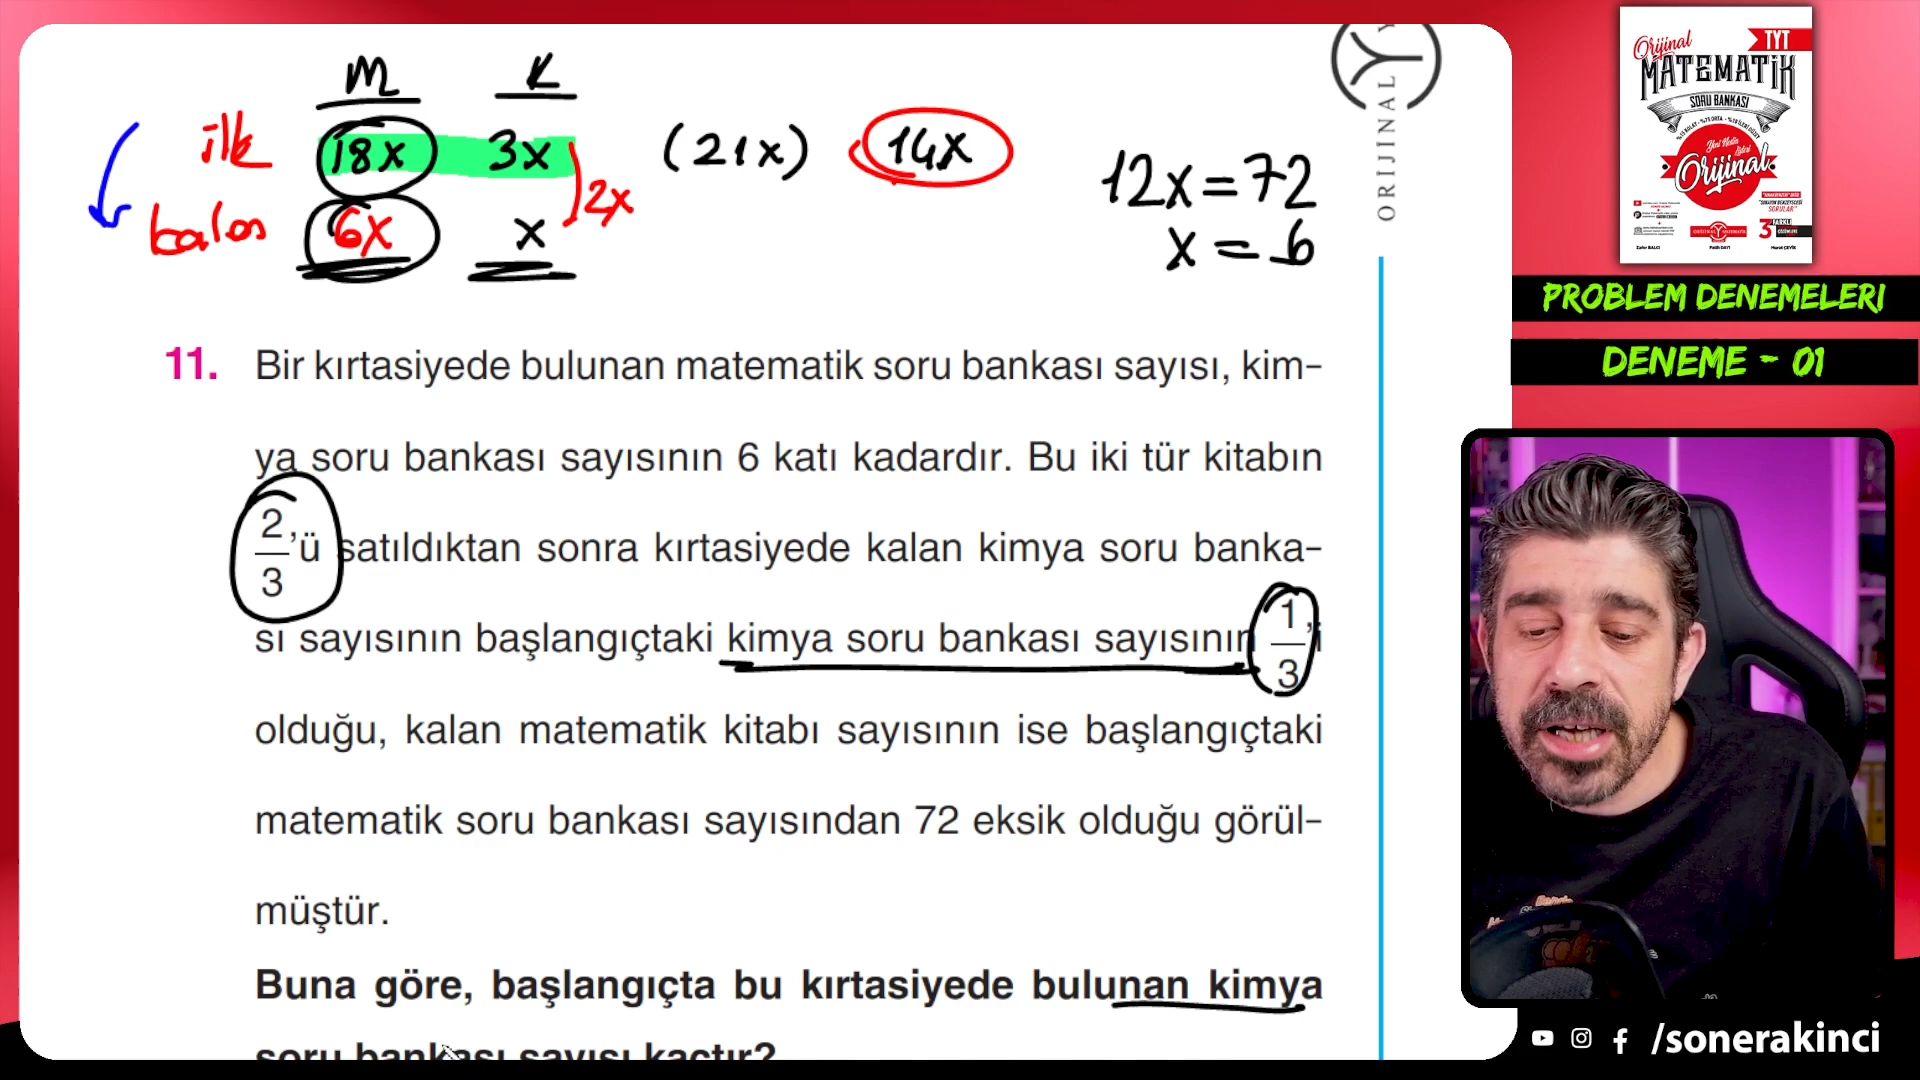 M K
ilk 18x 3x (21x) 14x
2x
kalan 6x x
12x=72
x=6
ORİJİNAL Y
11. Bir kırtasiyede bulunan matematik soru bankası sayısı, kim-
ya soru bankası sayısının 6 katı kadardır. Bu iki tür kitabın
2/3'ü satıldıktan sonra kırtasiyede kalan kimya soru banka-
sı sayısının başlangıçtaki kimya soru bankası sayısının 1/3'i
olduğu, kalan matematik kitabı sayısının ise başlangıçtaki
matematik soru bankası sayısından 72 eksik olduğu görül-
müştür.
Buna göre, başlangıçta bu kırtasiyede bulunan kimya
soru bankası sayısı kaçtır?
Orijinal
TYT
MATEMATİK
SORU BANKASI
Orijinal
PROBLEM DENEMELERİ
DENEME - 01
/sonerakinci